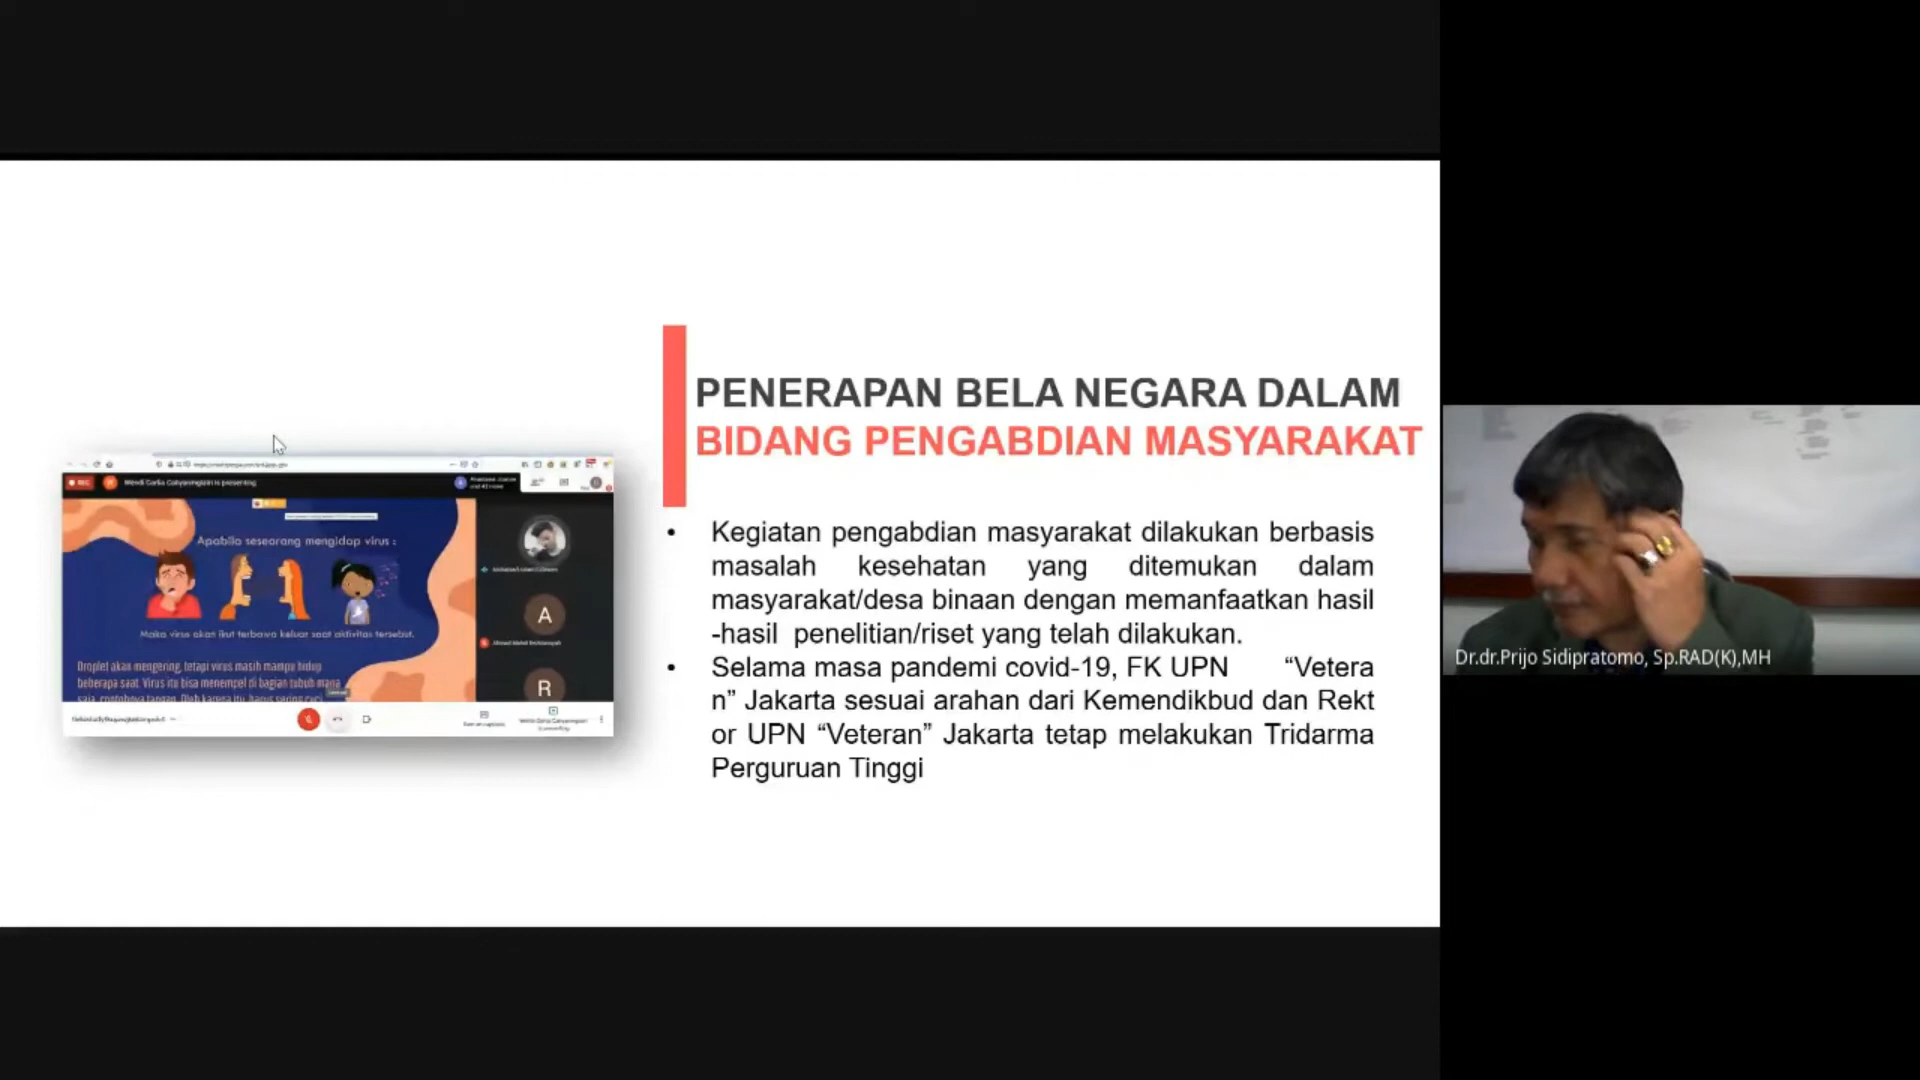 PENERAPAN BELA NEGARA DALAM
BIDANG PENGABDIAN MASYARAKAT
• Kegiatan pengabdian masyarakat dilakukan berbasis
masalah kesehatan yang ditemukan dalam
masyarakat/desa binaan dengan memanfaatkan hasil
-hasil penelitian/riset yang telah dilakukan.
• Selama masa pandemi covid-19, FK UPN “Vetera
n” Jakarta sesuai arahan dari Kemendikbud dan Rekt
or UPN “Veteran” Jakarta tetap melakukan Tridarma
Perguruan Tinggi
REC
is presenting
Apabila seseorang mengidap virus :
Maka virus akan ikut terbawa keluar saat aktivitas tersebut.
Droplet akan mengering, tetapi virus masih mampu hidup
beberapa saat. Virus itu bisa menempel di bagian tubuh mana
A
R
Dr.dr.Prijo Sidipratomo, Sp.RAD(K),MH